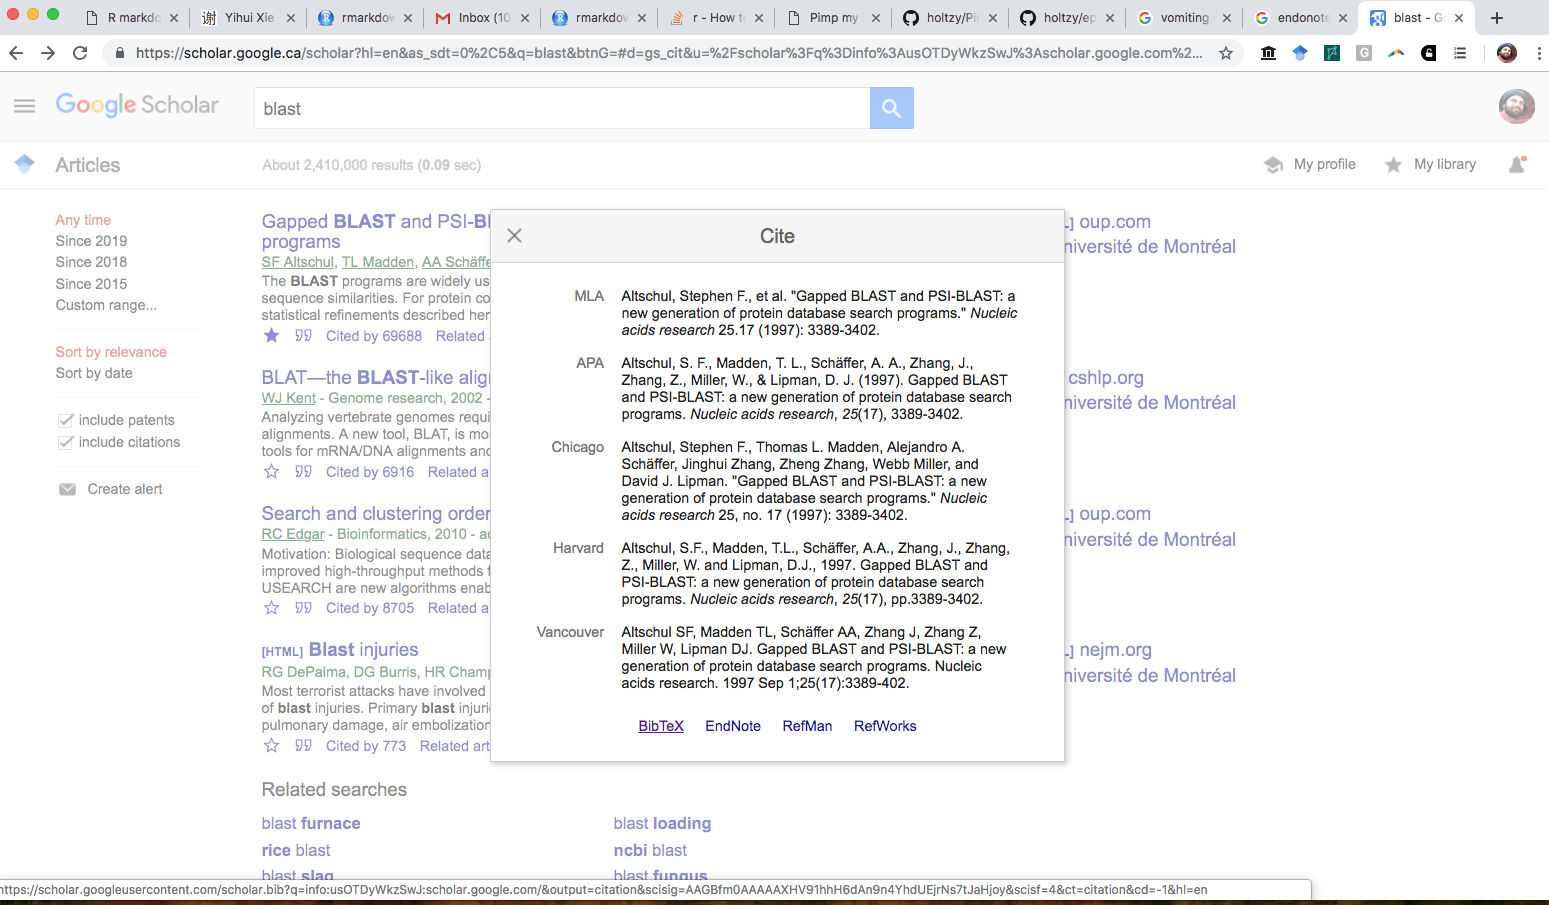 R markdo
Yihui Xie
rmarkdow
Inbox (10
rmarkdow
r - How to
Pimp my
holtzy/Pi
holtzy/ep
vomiting
endonote
blast - Go
https://scholar.google.ca/scholar?hl=en&as_sdt=0%2C5&q=blast&btnG=#d=gs_cit&u=%2Fscholar%3Fq%3Dinfo%3AusOTDyWkzSwJ%3Ascholar.google.com%2...
Google Scholar
blast
Articles
About 2,410,000 results (0.09 sec)
My profile
My library
Any time
Since 2019
Since 2018
Since 2015
Custom range...
Sort by relevance
Sort by date
include patents
include citations
Create alert
Gapped BLAST and PSI-BL
programs
SF Altschul, TL Madden, AA Schäffe
The BLAST programs are widely us
sequence similarities. For protein co
statistical refinements described her
Cited by 69688 Related
BLAT—the BLAST-like alig
WJ Kent - Genome research, 2002 -
Analyzing vertebrate genomes requi
alignments. A new tool, BLAT, is mo
tools for mRNA/DNA alignments and
Cited by 6916 Related a
Search and clustering order
RC Edgar - Bioinformatics, 2010 - ac
Motivation: Biological sequence data
improved high-throughput methods f
USEARCH are new algorithms enab
Cited by 8705 Related a
[HTML] Blast injuries
RG DePalma, DG Burris, HR Champ
Most terrorist attacks have involved
of blast injuries. Primary blast injuri
pulmonary damage, air embolization
Cited by 773 Related art
Related searches
blast furnace
blast loading
rice blast
ncbi blast
blast slag
blast fungus
Cite
MLA
Altschul, Stephen F., et al. "Gapped BLAST and PSI-BLAST: a
new generation of protein database search programs." Nucleic
acids research 25.17 (1997): 3389-3402.
APA
Altschul, S. F., Madden, T. L., Schäffer, A. A., Zhang, J.,
Zhang, Z., Miller, W., & Lipman, D. J. (1997). Gapped BLAST
and PSI-BLAST: a new generation of protein database search
programs. Nucleic acids research, 25(17), 3389-3402.
Chicago
Altschul, Stephen F., Thomas L. Madden, Alejandro A.
Schäffer, Jinghui Zhang, Zheng Zhang, Webb Miller, and
David J. Lipman. "Gapped BLAST and PSI-BLAST: a new
generation of protein database search programs." Nucleic
acids research 25, no. 17 (1997): 3389-3402.
Harvard
Altschul, S.F., Madden, T.L., Schäffer, A.A., Zhang, J., Zhang,
Z., Miller, W. and Lipman, D.J., 1997. Gapped BLAST and
PSI-BLAST: a new generation of protein database search
programs. Nucleic acids research, 25(17), pp.3389-3402.
Vancouver
Altschul SF, Madden TL, Schäffer AA, Zhang J, Zhang Z,
Miller W, Lipman DJ. Gapped BLAST and PSI-BLAST: a new
generation of protein database search programs. Nucleic
acids research. 1997 Sep 1;25(17):3389-402.
BibTeX EndNote RefMan RefWorks
L] oup.com
niversité de Montréal
cshlp.org
niversité de Montréal
L] oup.com
niversité de Montréal
L] nejm.org
niversité de Montréal
https://scholar.googleusercontent.com/scholar.bib?q=info:usOTDyWkzSwJ:scholar.google.com/&output=citation&scisig=AAGBfm0AAAAAXHV91hhH6dAn9n4YhdUEjrNs7tJaHjoy&scisf=4&ct=citation&cd=-1&hl=en